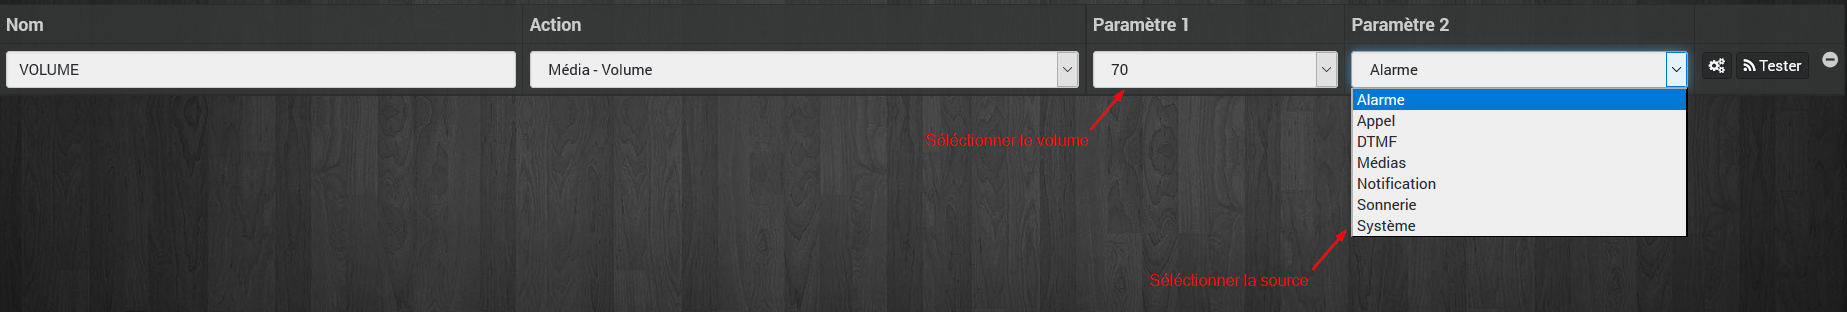 Nom Action Paramètre 1 Paramètre 2
VOLUME Média - Volume 70 Alarme Tester
Alarme
Appel
DTMF
Séléctionner le volume
Médias
Notification
Sonnerie
Système
Séléctionner la source